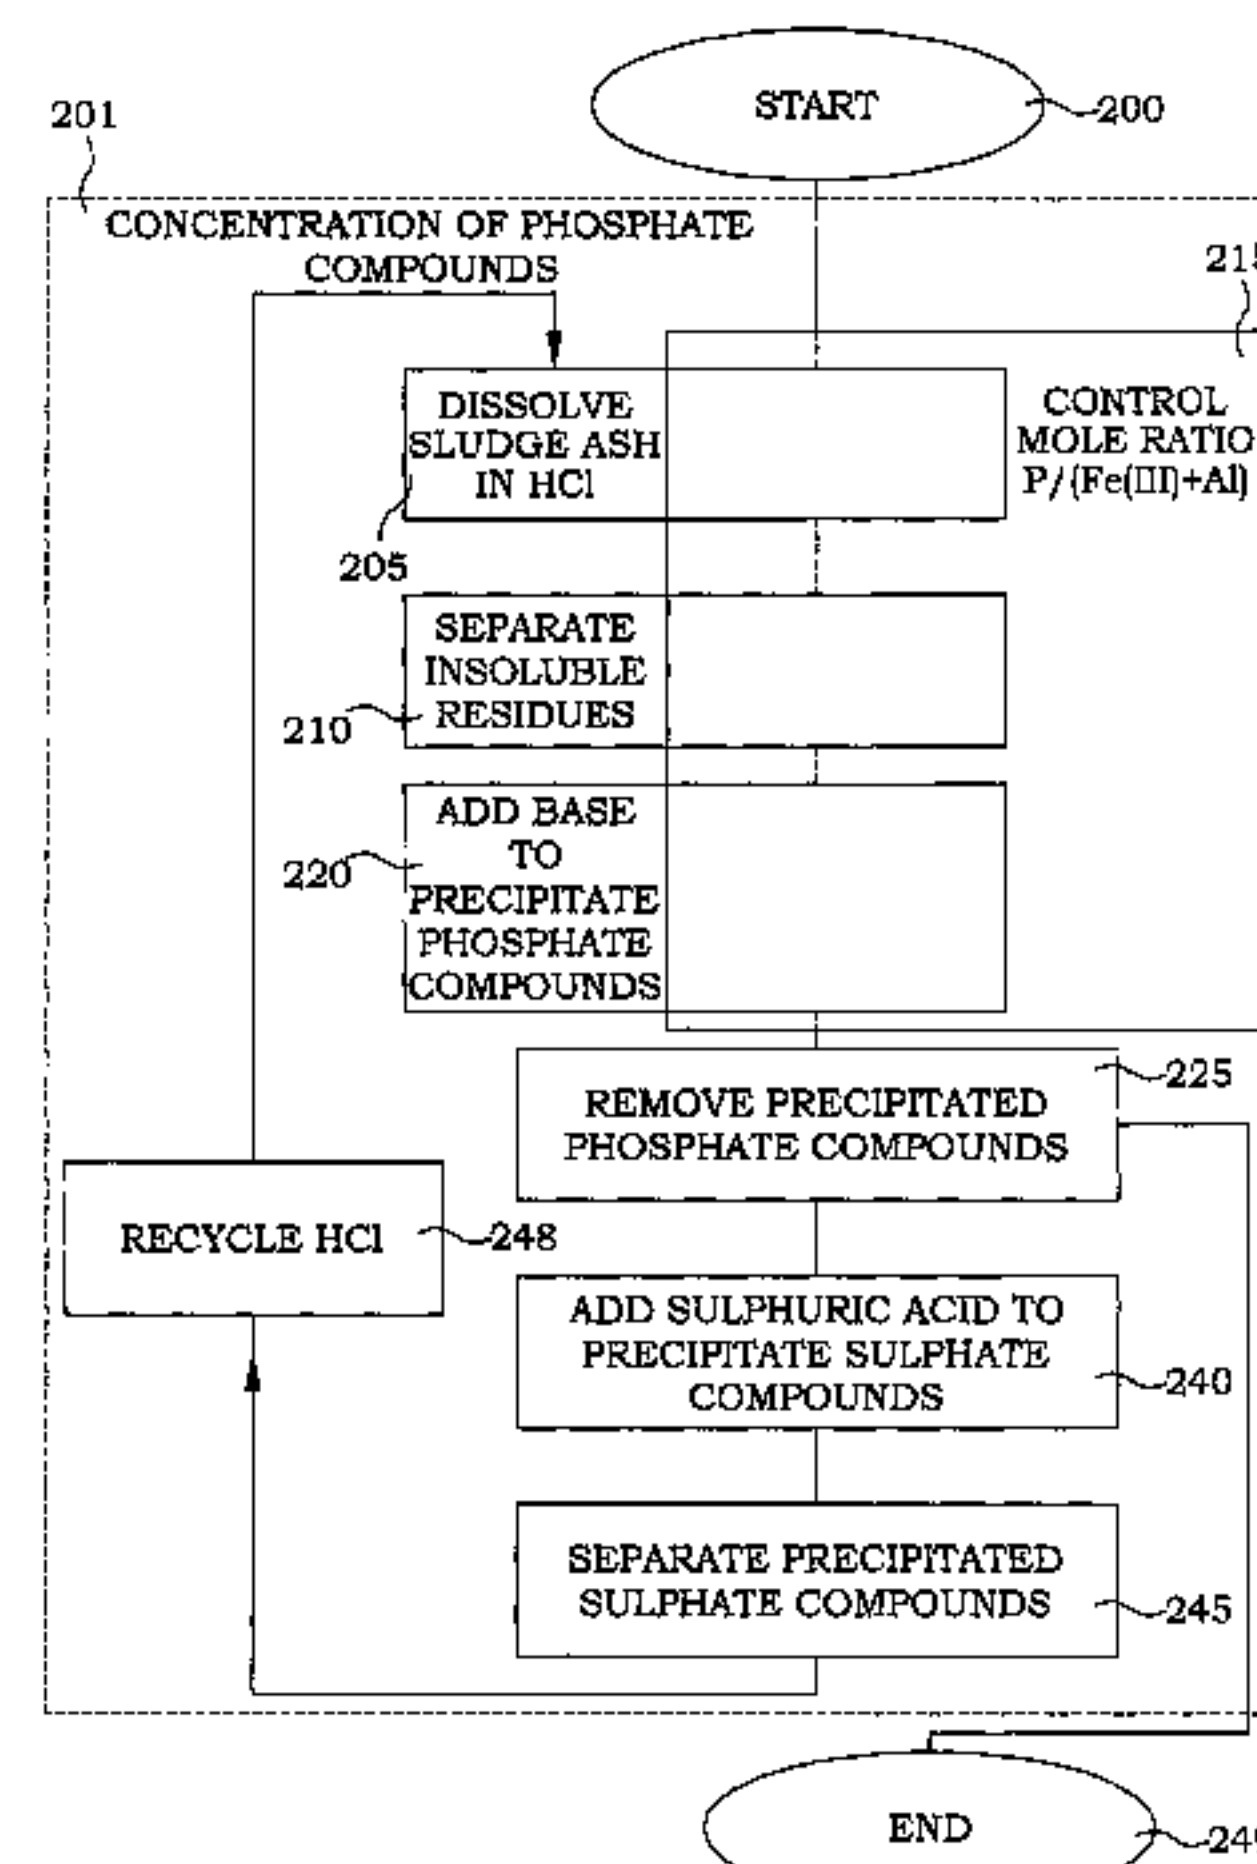 START
200
201
CONCENTRATION OF PHOSPHATE
COMPOUNDS
DISSOLVE
SLUDGE ASH
IN HCl
205
CONTROL
MOLE RATIO
P/(Fe(III)+Al)
SEPARATE
INSOLUBLE
RESIDUES
210
ADD BASE
TO
PRECIPITATE
PHOSPHATE
COMPOUNDS
220
REMOVE PRECIPITATED
PHOSPHATE COMPOUNDS
225
RECYCLE HCl
248
ADD SULPHURIC ACID TO
PRECIPITATE SULPHATE
COMPOUNDS
240
SEPARATE PRECIPITATED
SULPHATE COMPOUNDS
245
END